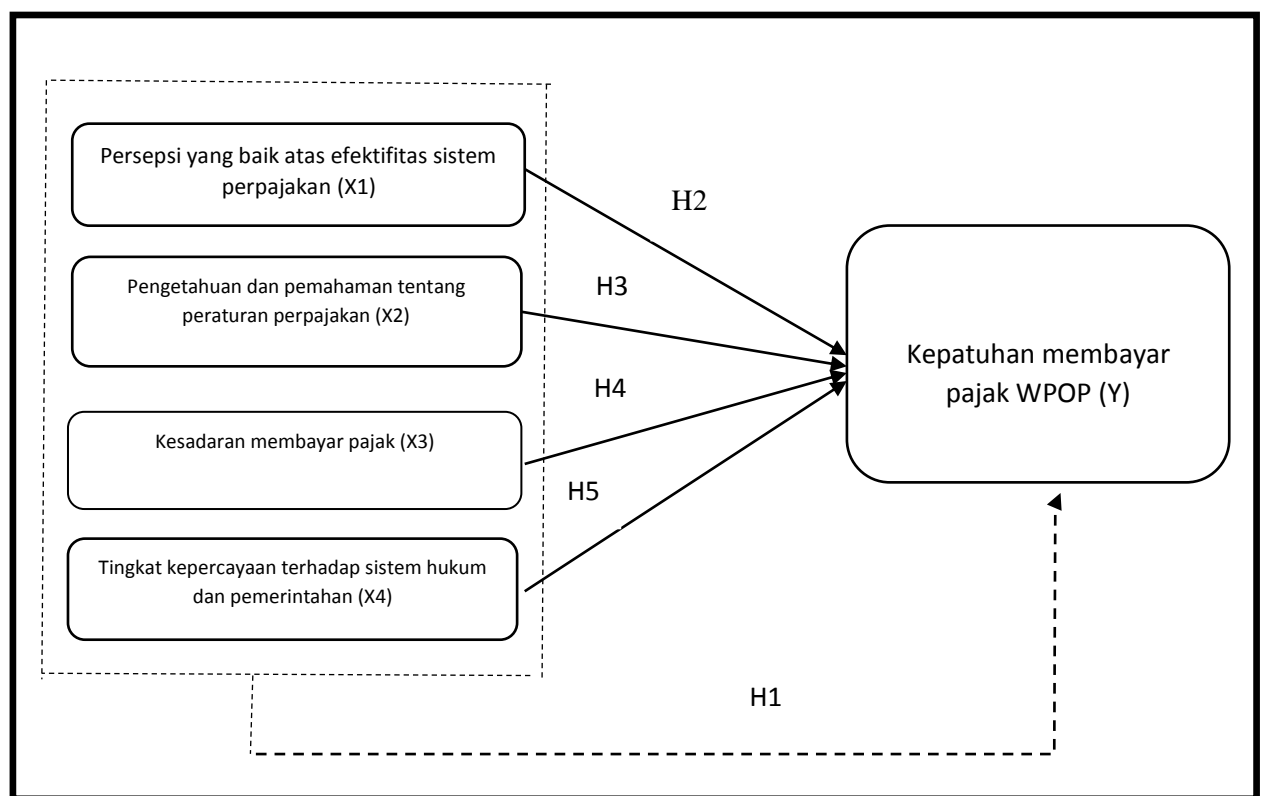 Persepsi yang baik atas efektifitas sistem
perpajakan (X1)
H2
Pengetahuan dan pemahaman tentang
peraturan perpajakan (X2)
H3
Kepatuhan membayar
pajak WPOP (Y)
H4
Kesadaran membayar pajak (X3)
H5
Tingkat kepercayaan terhadap sistem hukum
dan pemerintahan (X4)
H1